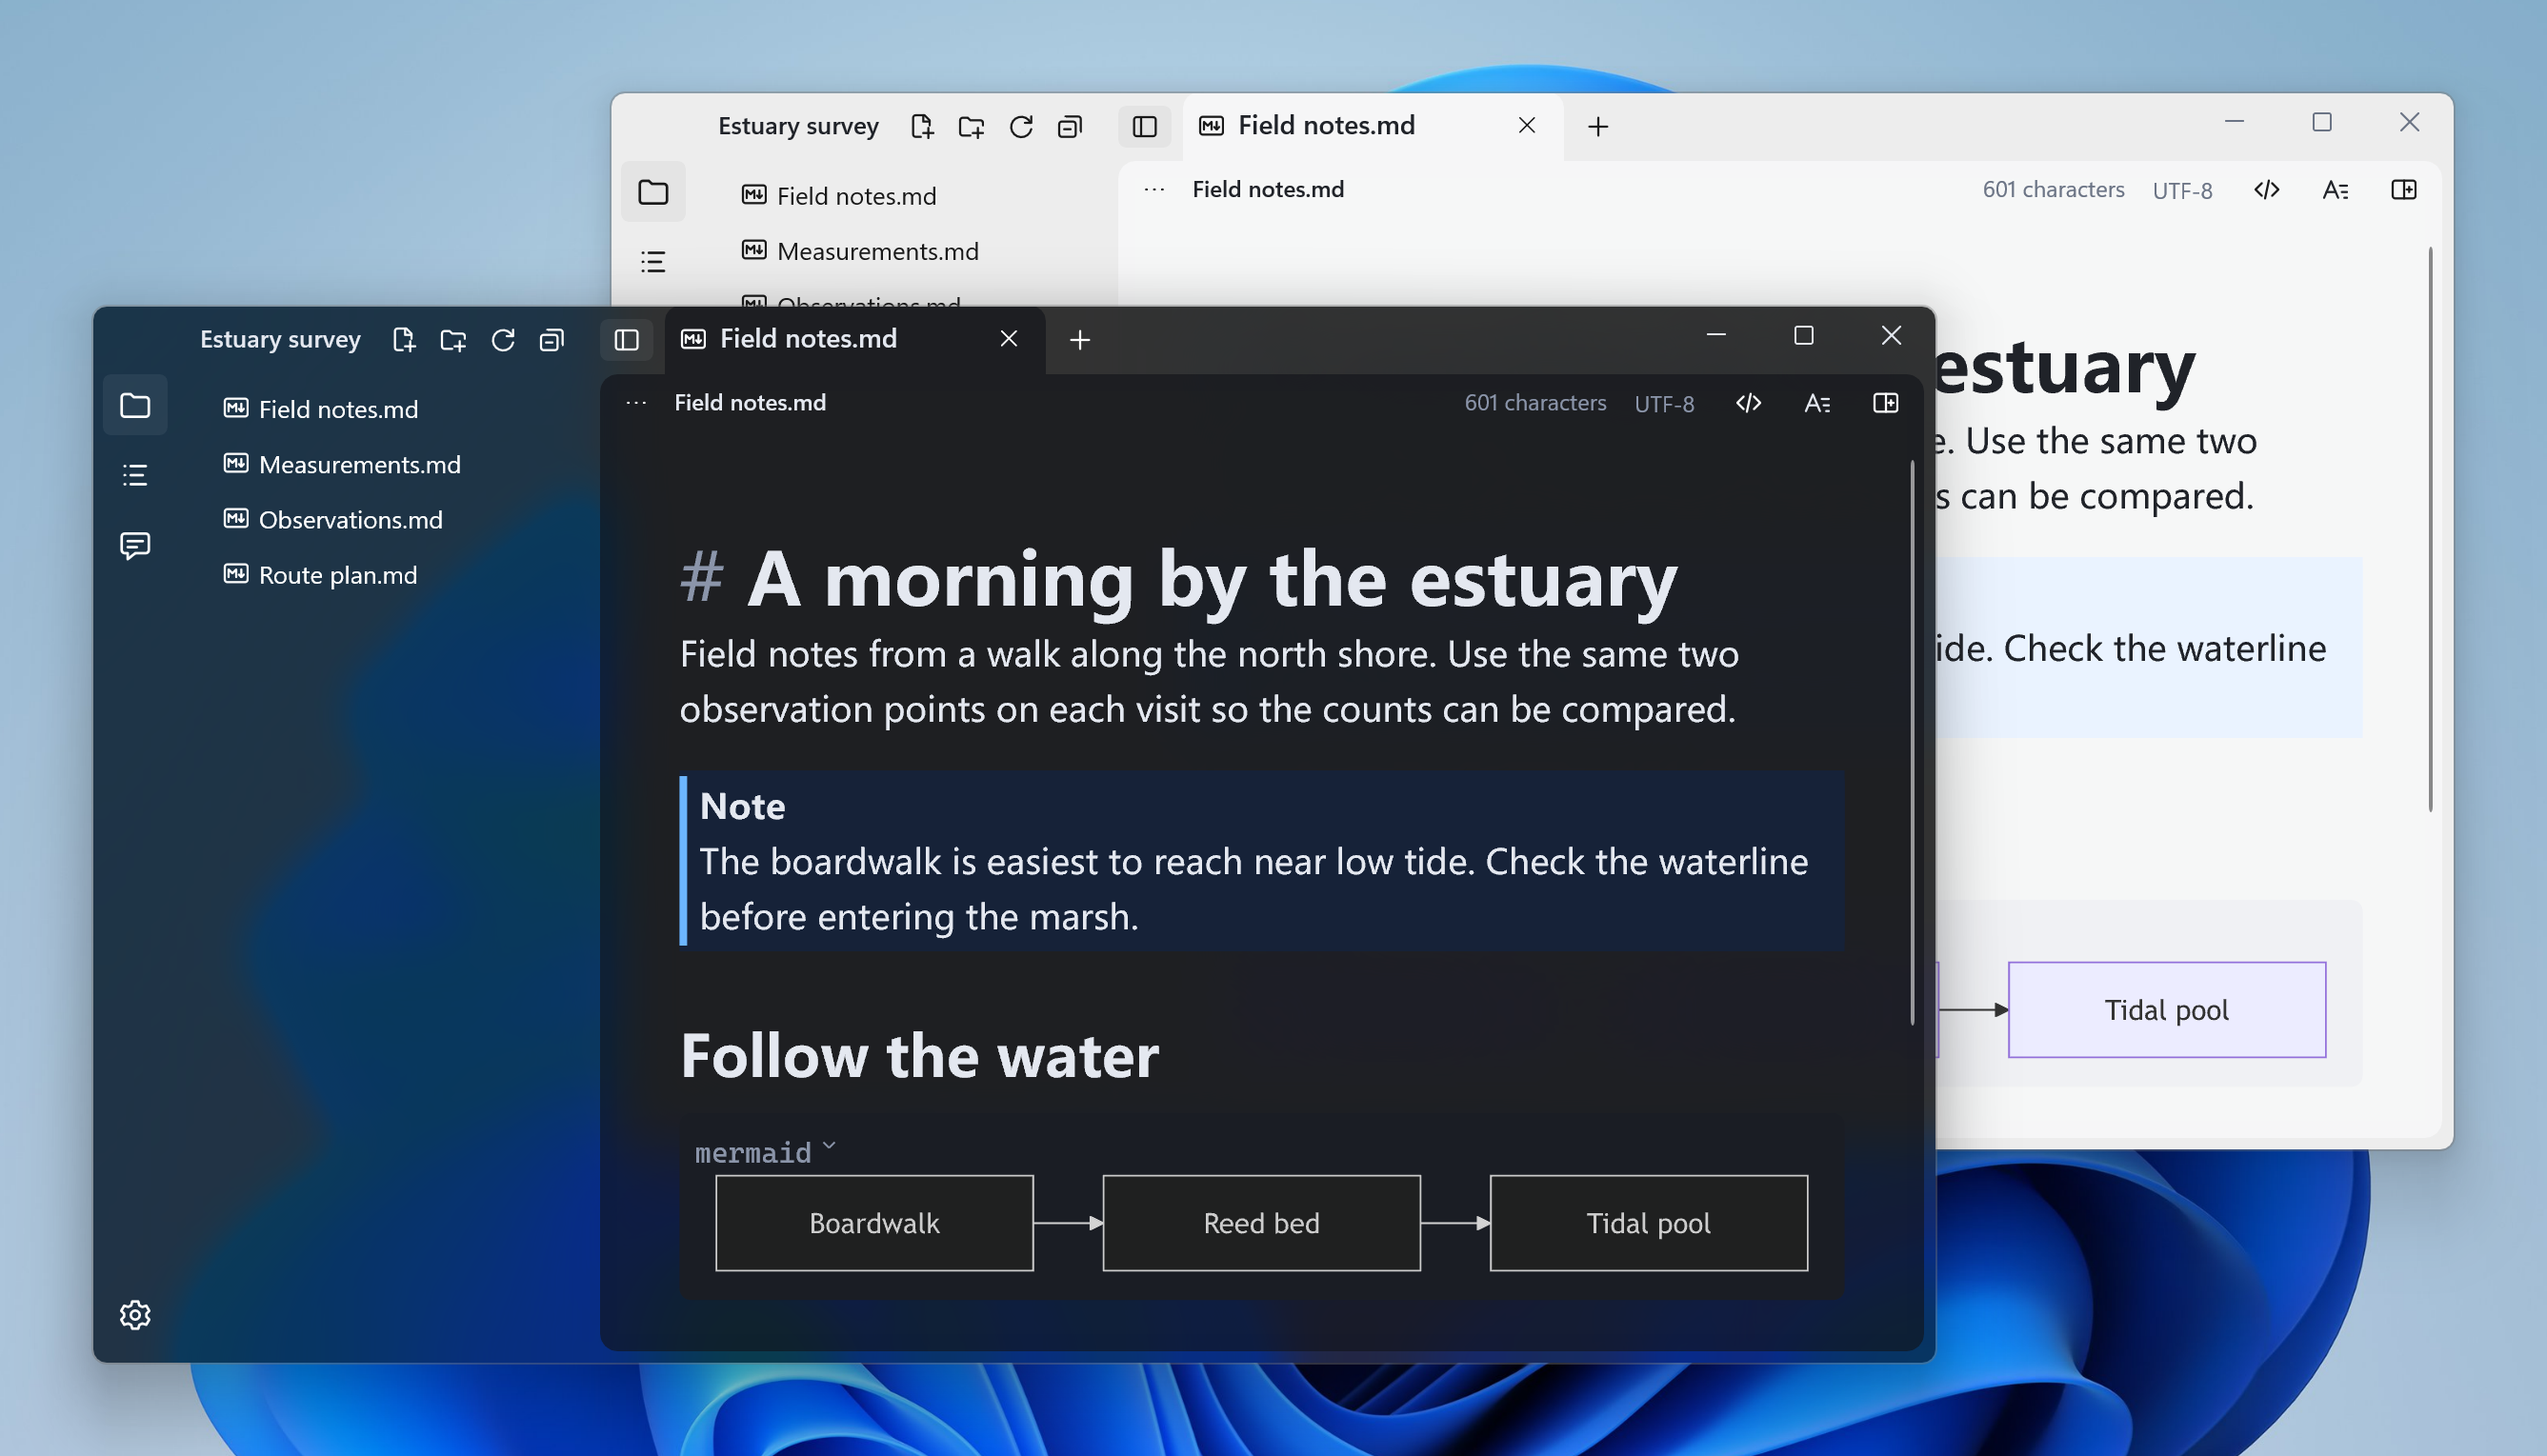 Estuary survey
Field notes.md
Field notes.md
601 characters
UTF-8
Field notes.md
Measurements.md
Observations.md
estuary
e. Use the same two
s can be compared.
ide. Check the waterline
Tidal pool
Estuary survey
Field notes.md
Field notes.md
Measurements.md
Observations.md
Route plan.md
Field notes.md
601 characters
UTF-8
# A morning by the estuary
Field notes from a walk along the north shore. Use the same two
observation points on each visit so the counts can be compared.
Note
The boardwalk is easiest to reach near low tide. Check the waterline
before entering the marsh.
Follow the water
mermaid
Boardwalk
Reed bed
Tidal pool